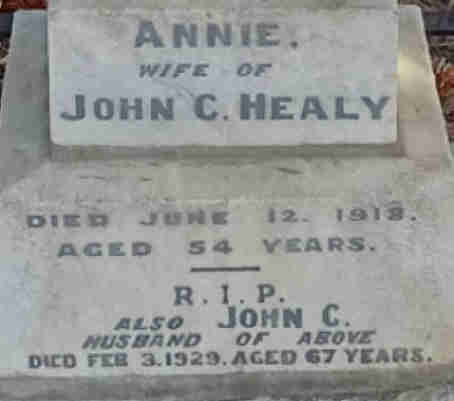 ANNIE.
WIFE OF
JOHN C. HEALY
DIED JUNE 12. 1918.
AGED 54 YEARS.
R.I.P.
ALSO JOHN C.
HUSBAND OF ABOVE
DIED FEB 3.1929. AGED 67 YEARS.